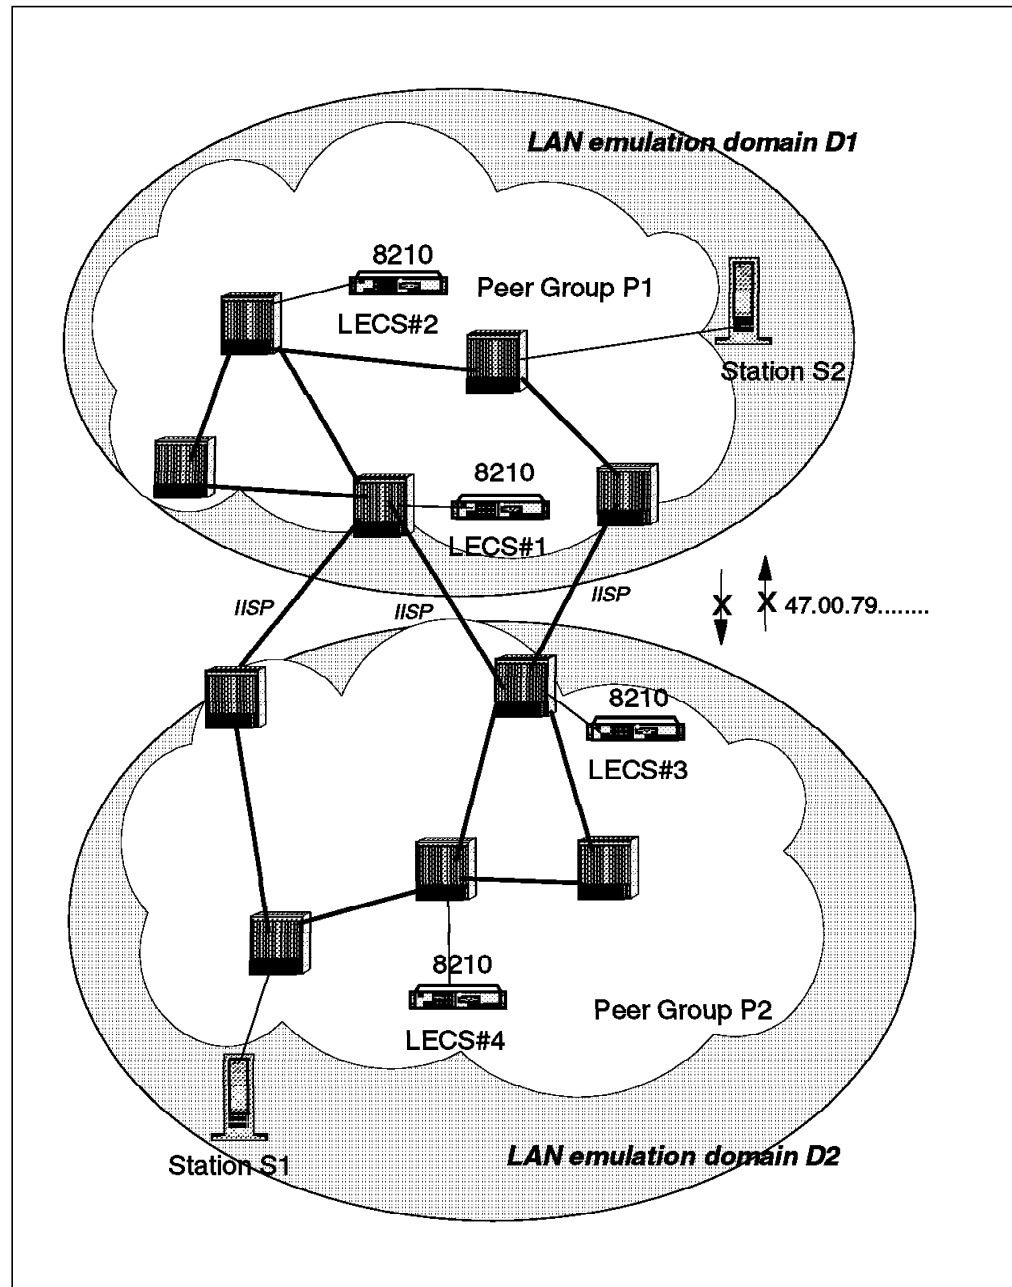 LAN emulation domain D1
8210
Peer Group P1
LECS#2
Station S2
8210
LECS#1
IISP
IISP
IISP
47.00.79........
8210
LECS#3
8210
LECS#4
Peer Group P2
Station S1
LAN emulation domain D2